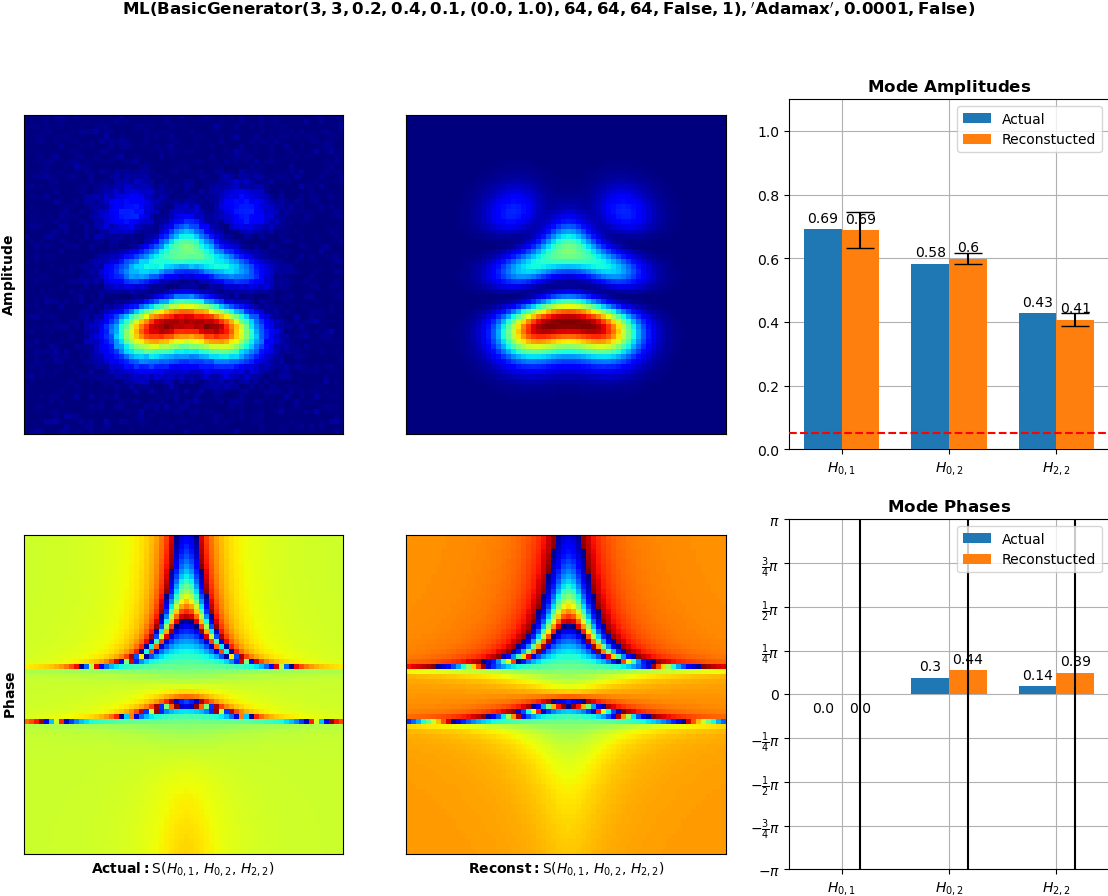 ML(BasicGenerator(3, 3, 0.2, 0.4, 0.1, (0.0, 1.0), 64, 64, 64, False, 1), ′Adamax′, 0.0001, False)
Amplitude
Mode Amplitudes
Actual
Reconstucted
1.0
0.8
0.6
0.4
0.2
0.0
0.69
0.69
0.58
0.6
0.43
0.41
H0,1
H0,2
H2,2
Phase
Actual: S(H0,1, H0,2, H2,2)
Reconst: S(H0,1, H0,2, H2,2)
Mode Phases
Actual
Reconstucted
π
3/4π
1/2π
1/4π
0
−1/4π
−1/2π
−3/4π
−π
0.0
0.0
0.3
0.44
0.14
0.39
H0,1
H0,2
H2,2